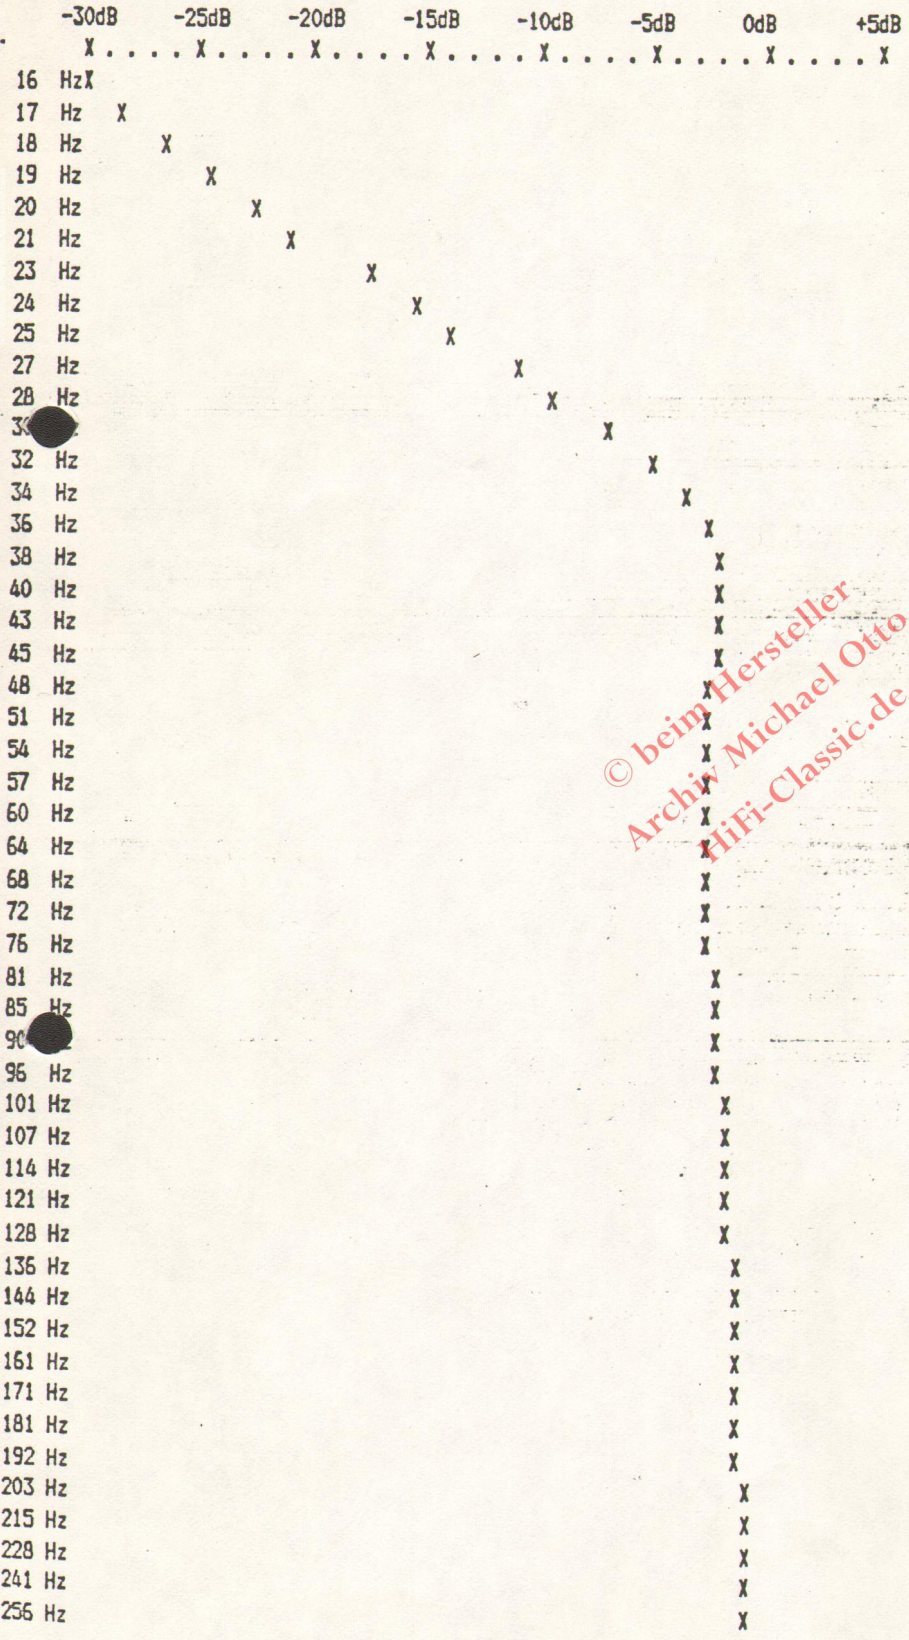 -30dB -25dB -20dB -15dB -10dB -5dB 0dB +5dB
X . . . . X . . . . X . . . . X . . . . X . . . . X . . . . X . . . . X
16 HzX
17 Hz X
18 Hz X
19 Hz X
20 Hz X
21 Hz X
23 Hz X
24 Hz X
25 Hz X
27 Hz X
28 Hz X
X
32 Hz X
34 Hz X
36 Hz X
38 Hz X
40 Hz X
43 Hz X
45 Hz X
48 Hz X
51 Hz X
54 Hz X
57 Hz X
60 Hz X
64 Hz X
68 Hz X
72 Hz X
76 Hz X
81 Hz X
85 Hz X
90 X
96 Hz X
101 Hz X
107 Hz X
114 Hz X
121 Hz X
128 Hz X
136 Hz X
144 Hz X
152 Hz X
161 Hz X
171 Hz X
181 Hz X
192 Hz X
203 Hz X
215 Hz X
228 Hz X
241 Hz X
256 Hz X
© beim Hersteller
Archiv Michael Otto
HiFi-Classic.de